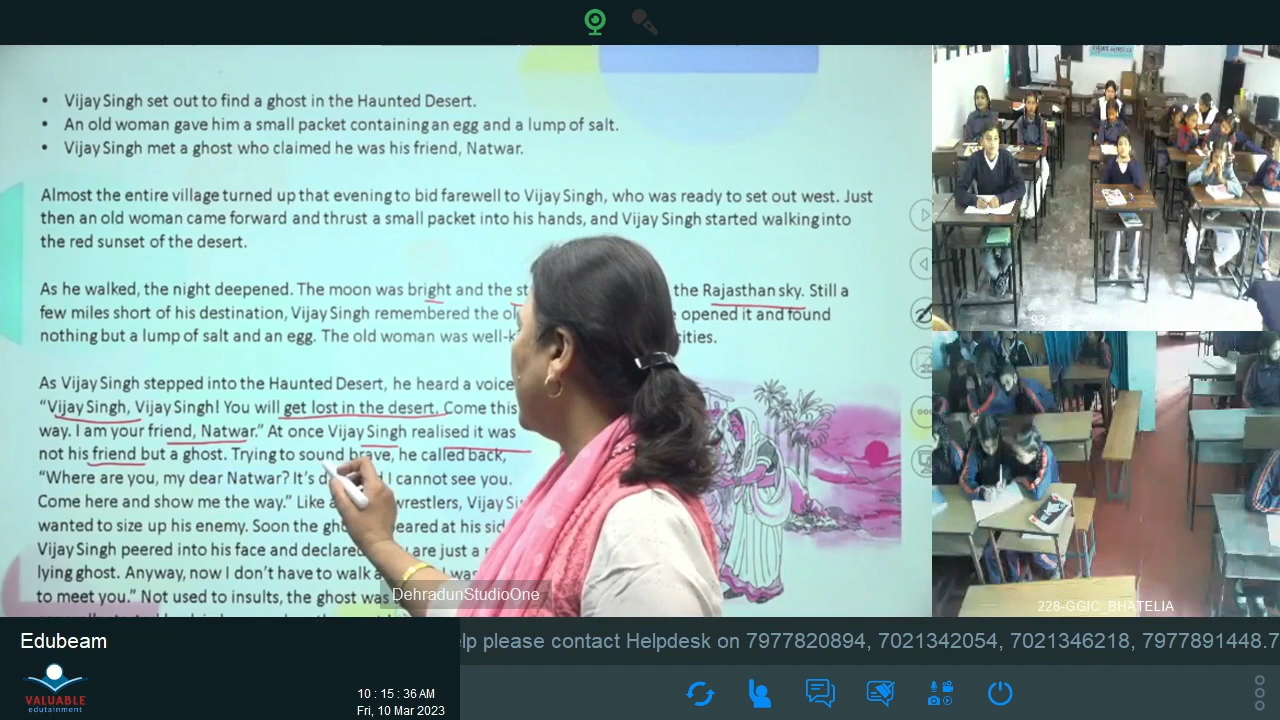 • Vijay Singh set out to find a ghost in the Haunted Desert.
• An old woman gave him a small packet containing an egg and a lump of salt.
• Vijay Singh met a ghost who claimed he was his friend, Natwar.
Almost the entire village turned up that evening to bid farewell to Vijay Singh, who was ready to set out west. Just
then an old woman came forward and thrust a small packet into his hands, and Vijay Singh started walking into
the red sunset of the desert.
As he walked, the night deepened. The moon was bright and the st the Rajasthan sky. Still a
few miles short of his destination, Vijay Singh remembered the ol opened it and found
nothing but a lump of salt and an egg. The old woman was well-k cities.
As Vijay Singh stepped into the Haunted Desert, he heard a voice
“Vijay Singh, Vijay Singh! You will get lost in the desert. Come this
way. I am your friend, Natwar.” At once Vijay Singh realised it was
not his friend but a ghost. Trying to sound brave, he called back,
“Where are you, my dear Natwar? It’s d I cannot see you.
Come here and show me the way.” Like a wrestlers, Vijay Si
wanted to size up his enemy. Soon the gho eared at his sid
Vijay Singh peered into his face and declared are just a
lying ghost. Anyway, now I don’t have to walk a was
to meet you.” Not used to insults, the ghost was
DehradunStudioOne
228-GGIC_BHATELIA
Edubeam
elp please contact Helpdesk on 7977820894, 7021342054, 7021346218, 7977891448.7
VALUABLE
edutainment
10 : 15 : 36 AM
Fri, 10 Mar 2023